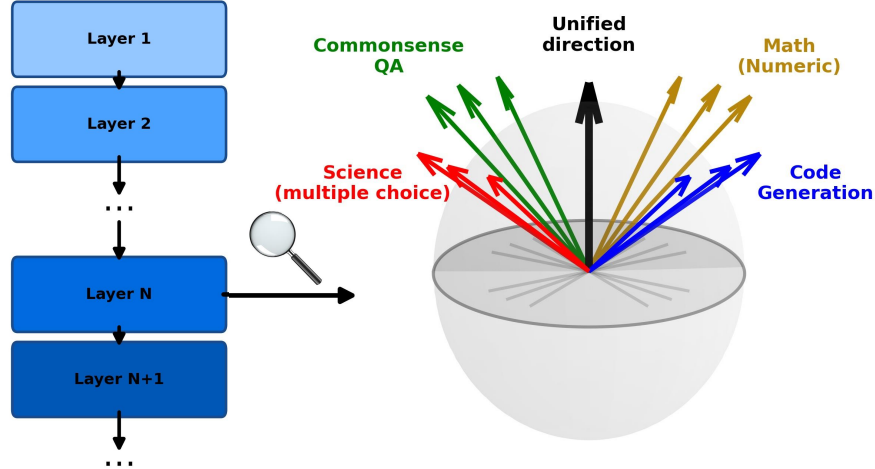 Layer 1
Layer 2
...
Layer N
Layer N+1
...
Commonsense
QA
Unified
direction
Math
(Numeric)
Science
(multiple choice)
Code
Generation